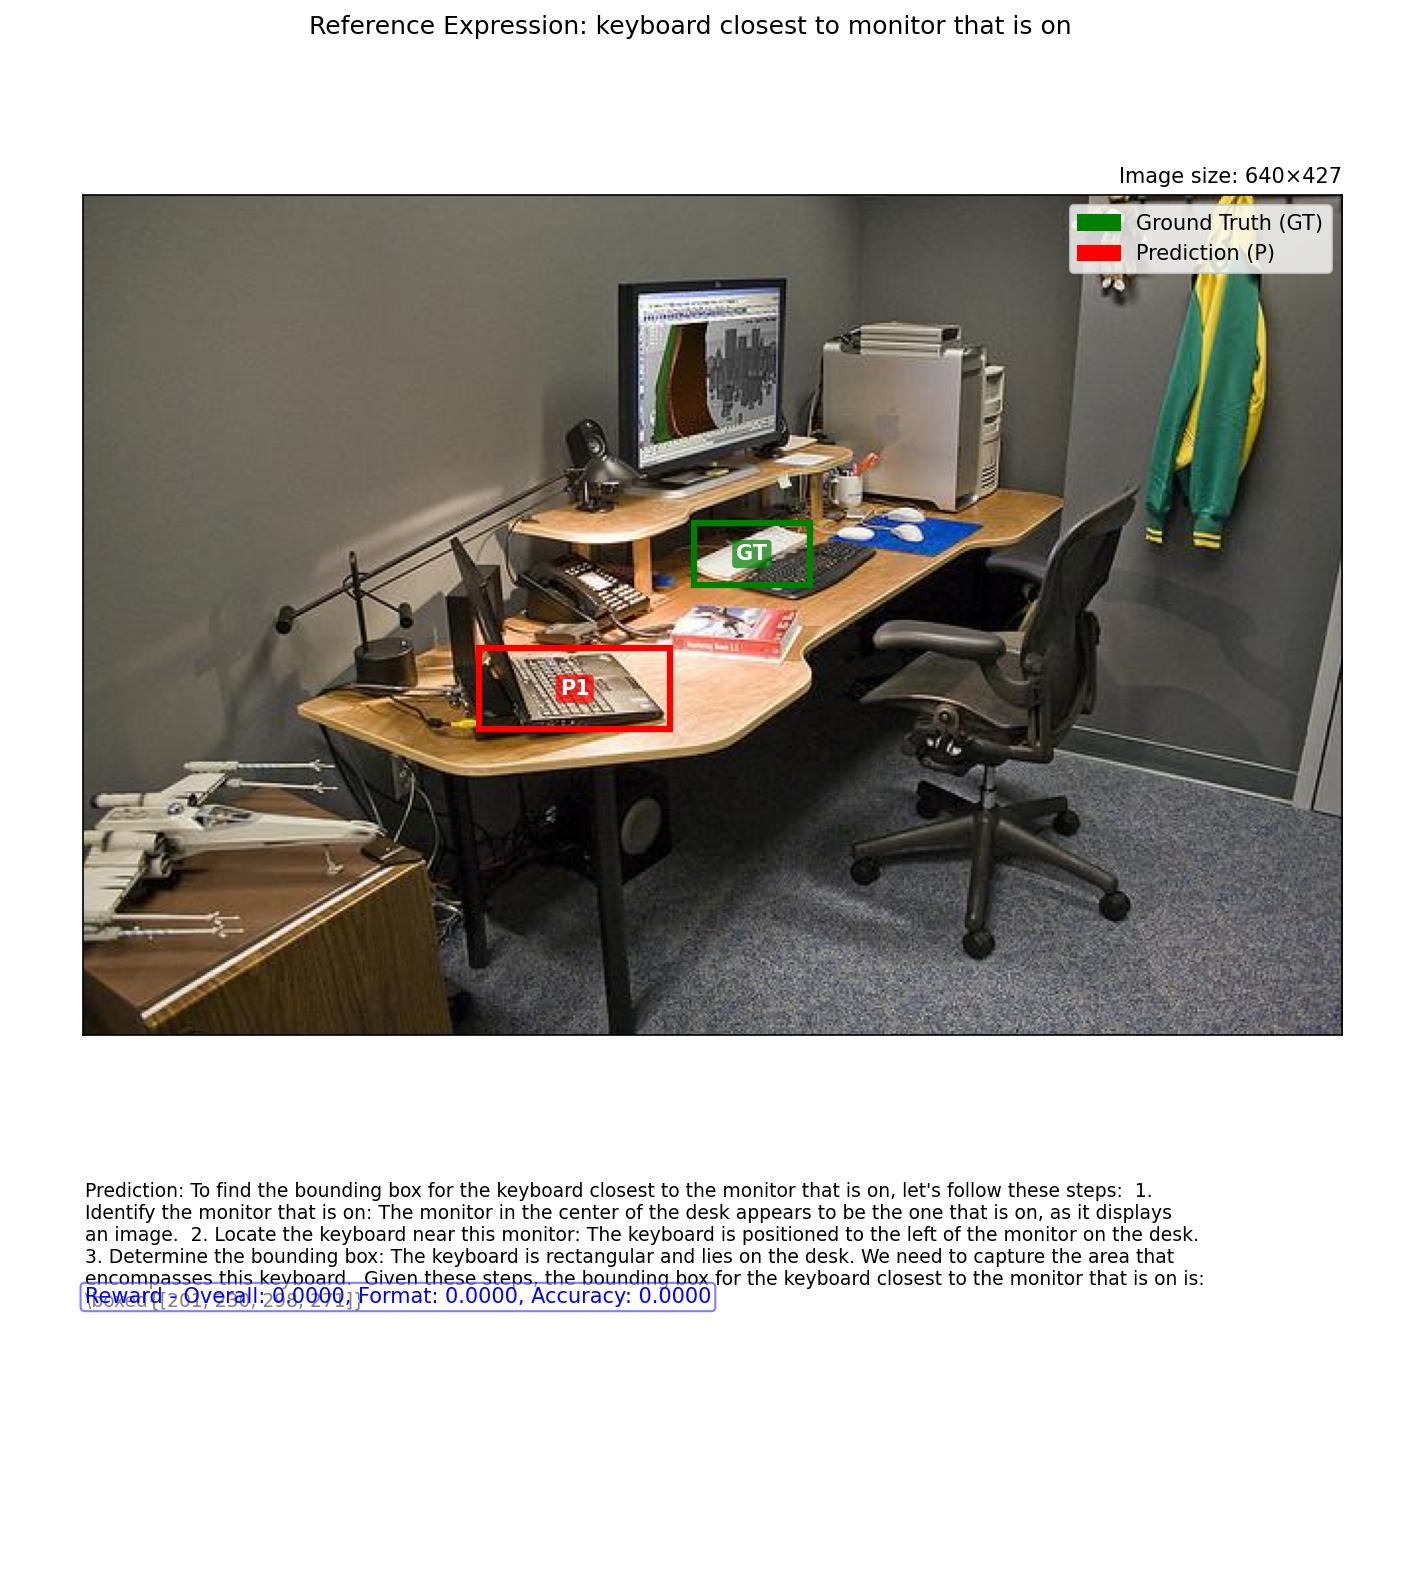 Reference Expression: keyboard closest to monitor that is on
Image size: 640×427
Ground Truth (GT)
Prediction (P)
GT
P1
Prediction: To find the bounding box for the keyboard closest to the monitor that is on, let's follow these steps:  1.
Identify the monitor that is on: The monitor in the center of the desk appears to be the one that is on, as it displays
an image.  2. Locate the keyboard near this monitor: The keyboard is positioned to the left of the monitor on the desk.
3. Determine the bounding box: The keyboard is rectangular and lies on the desk. We need to capture the area that
encompasses this keyboard.  Given these steps, the bounding box for the keyboard closest to the monitor that is on is:
\boxed{[201, 230, 298, 271]}
Reward - Overall: 0.0000, Format: 0.0000, Accuracy: 0.0000